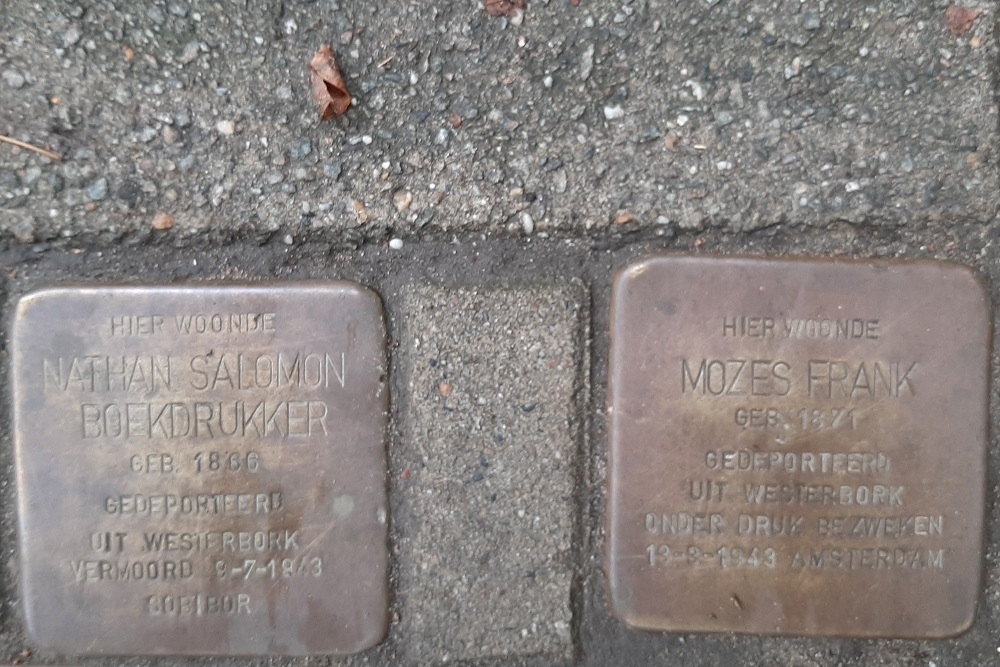 HIER WOONDE
NATHAN SALOMON
BOEKDRUKKER
GEB. 1866
GEDEPORTEERD
UIT WESTERBORK
VERMOORD 9-7-1943
SOBIBOR
HIER WOONDE
MOZES FRANK
GEB. 1871
GEDEPORTEERD
UIT WESTERBORK
ONDER DRUK BEZWEKEN
AMSTERDAM